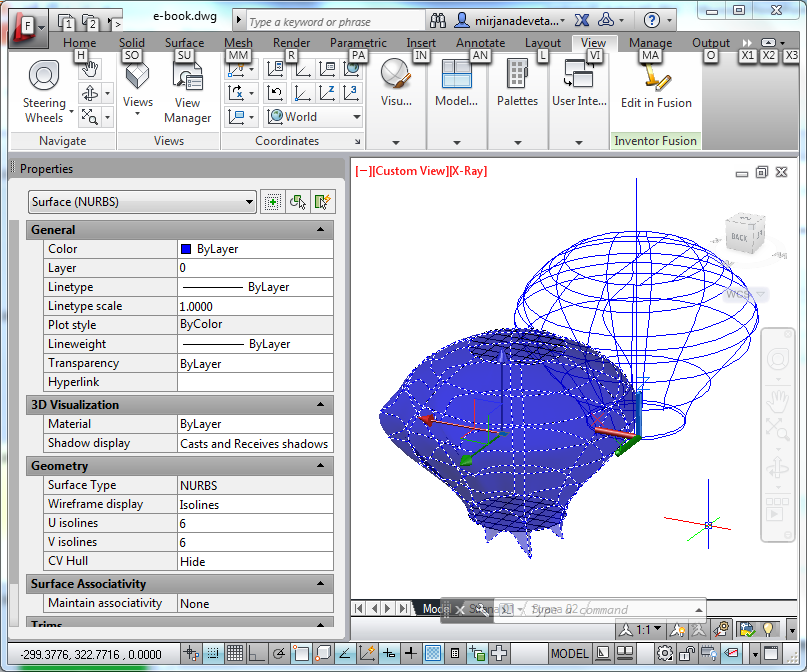 1 2 >
e-book.dwg
Type a keyword or phrase
mirjanadeveta...
Home Solid Surface Mesh Render Parametric Insert Annotate Layout View Manage Output
H SO SU MM R PA IN AN L VI MA O X1 X2 X3
Steering Wheels
Views
View Manager
World
Visu...
Model...
Palettes
User Inte...
Edit in Fusion
Navigate
Views
Coordinates
Inventor Fusion
Properties
Surface (NURBS)
General
Color ByLayer
Layer 0
Linetype ByLayer
Linetype scale 1.0000
Plot style ByColor
Lineweight ByLayer
Transparency ByLayer
Hyperlink
3D Visualization
Material ByLayer
Shadow display Casts and Receives shadows
Geometry
Surface Type NURBS
Wireframe display Isolines
U isolines 6
V isolines 6
CV Hull Hide
Surface Associativity
Maintain associativity None
Trims
[−][Custom View][X-Ray]
BACK
WCS
Model
Type a command
1:1
-299.3776, 322.7716 , 0.0000
MODEL